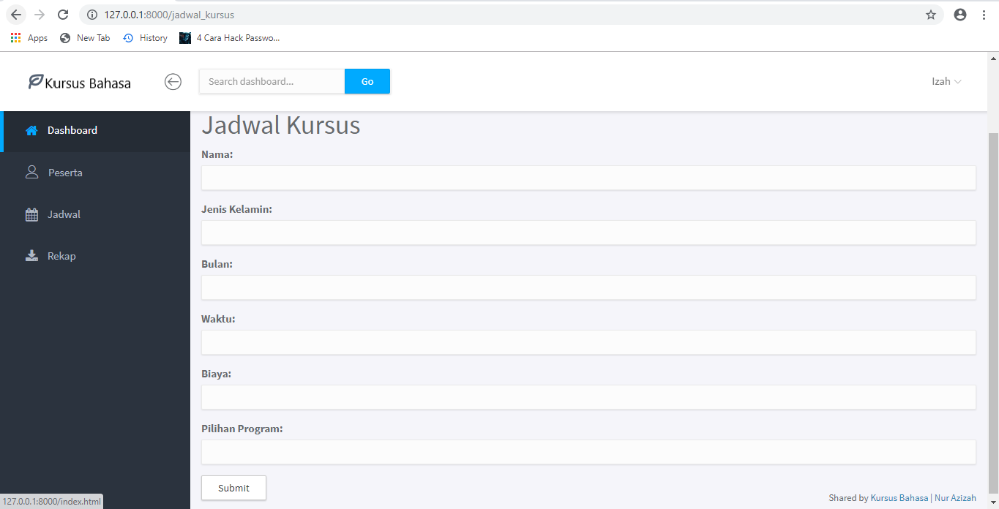 127.0.0.1:8000/jadwal_kursus
Apps New Tab History 4 Cara Hack Passwo...
Kursus Bahasa Search dashboard... Go Izah
Dashboard
Peserta
Jadwal
Rekap
Jadwal Kursus
Nama:
Jenis Kelamin:
Bulan:
Waktu:
Biaya:
Pilihan Program:
Submit
Shared by Kursus Bahasa | Nur Azizah
127.0.0.1:8000/index.html